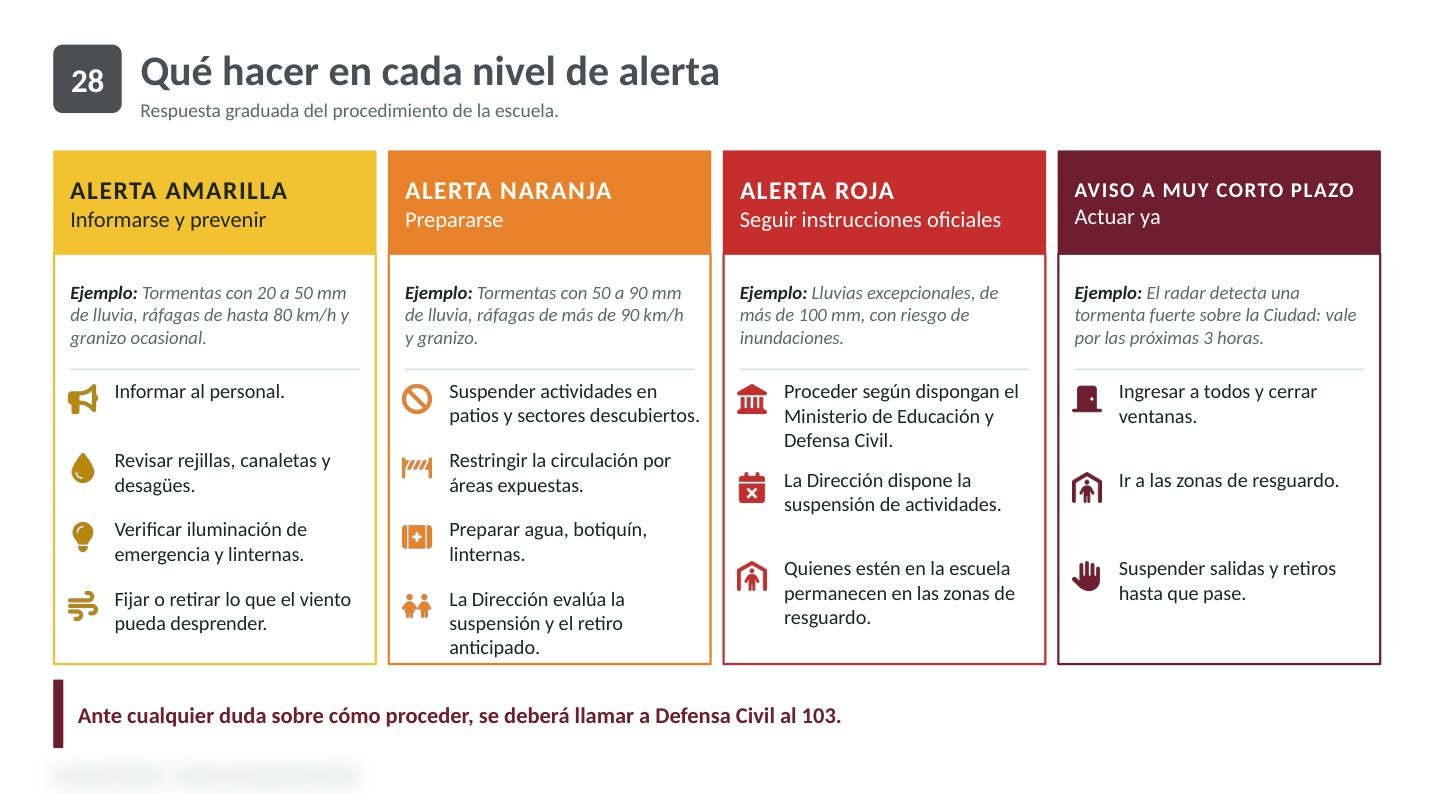 28
Qué hacer en cada nivel de alerta
Respuesta graduada del procedimiento de la escuela.
ALERTA AMARILLA
Informarse y prevenir
Ejemplo: Tormentas con 20 a 50 mm
de lluvia, ráfagas de hasta 80 km/h y
granizo ocasional.
Informar al personal.
Revisar rejillas, canaletas y
desagües.
Verificar iluminación de
emergencia y linternas.
Fijar o retirar lo que el viento
pueda desprender.
ALERTA NARANJA
Prepararse
Ejemplo: Tormentas con 50 a 90 mm
de lluvia, ráfagas de más de 90 km/h
y granizo.
Suspender actividades en
patios y sectores descubiertos.
Restringir la circulación por
áreas expuestas.
Preparar agua, botiquín,
linternas.
La Dirección evalúa la
suspensión y el retiro
anticipado.
ALERTA ROJA
Seguir instrucciones oficiales
Ejemplo: Lluvias excepcionales, de
más de 100 mm, con riesgo de
inundaciones.
Proceder según dispongan el
Ministerio de Educación y
Defensa Civil.
La Dirección dispone la
suspensión de actividades.
Quienes estén en la escuela
permanecen en las zonas de
resguardo.
AVISO A MUY CORTO PLAZO
Actuar ya
Ejemplo: El radar detecta una
tormenta fuerte sobre la Ciudad: vale
por las próximas 3 horas.
Ingresar a todos y cerrar
ventanas.
Ir a las zonas de resguardo.
Suspender salidas y retiros
hasta que pase.
Ante cualquier duda sobre cómo proceder, se deberá llamar a Defensa Civil al 103.